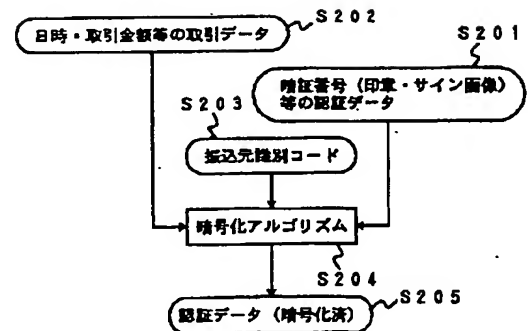 S202
日時・取引金額等の取引データ
S201
暗証番号（印章・サイン画像）
等の認証データ
S203
振込元識別コード
暗号化アルゴリズム
S204
S205
認証データ（暗号化済）